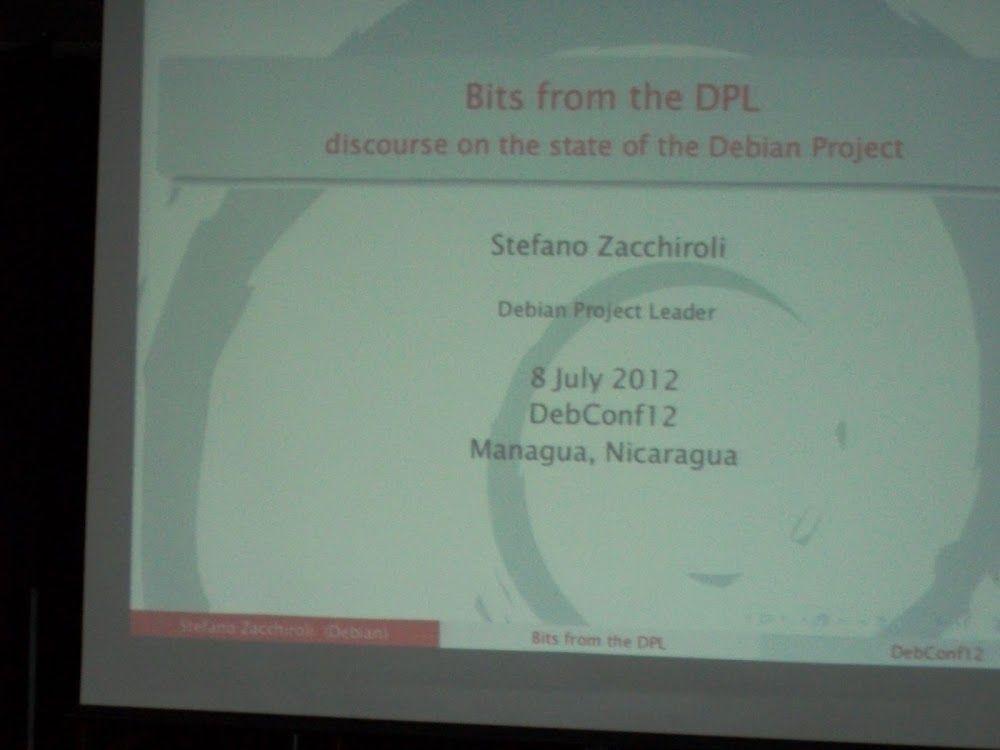 Bits from the DPL
discourse on the state of the Debian Project
Stefano Zacchiroli
Debian Project Leader
8 July 2012
DebConf12
Managua, Nicaragua
Stefano Zacchiroli (Debian)
Bits from the DPL
DebConf12